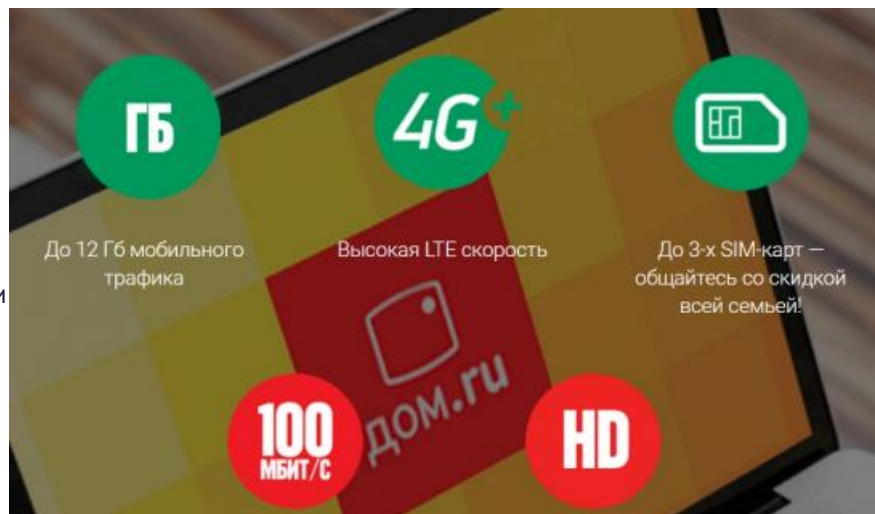 ГБ
4G+
До 12 Гб мобильного
трафика
Высокая LTE скорость
До 3-х SIM-карт —
общайтесь со скидкой
всей семьей!
и
дом.ru
100
МБИТ/С
HD